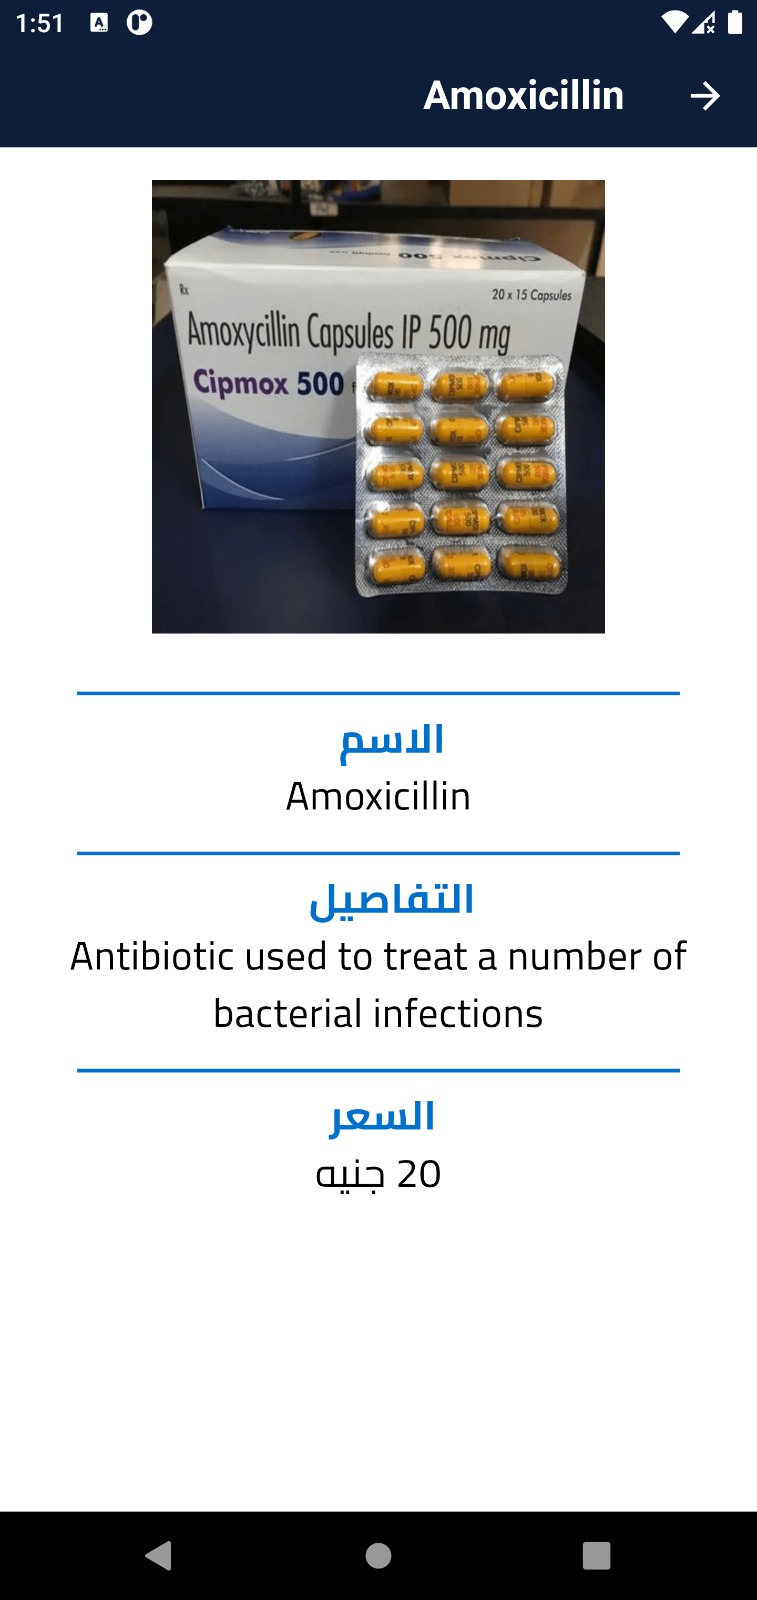 1:51
Amoxicillin
Rx
20 x 15 Capsules
Amoxycillin Capsules IP 500 mg
Cipmox 500
الاسم
Amoxicillin
التفاصيل
Antibiotic used to treat a number of
bacterial infections
السعر
20 جنيه